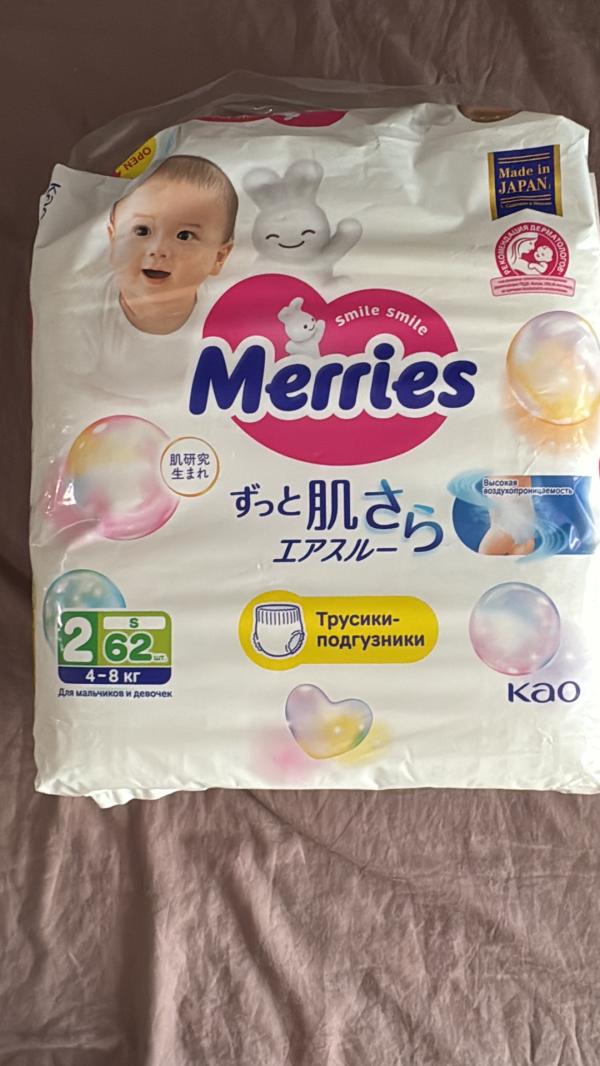 OPEN
Made in
JAPAN
РЕКОМЕНДАЦИЯ ДЕРМАТОЛОГОВ
smile smile
Merries
肌研究
生まれ
ずっと肌さら
エアスルー
Высокая
воздухопроницаемость
2
S
62 шт
4-8 кг
Для мальчиков и девочек
Трусики-
подгузники
Kao